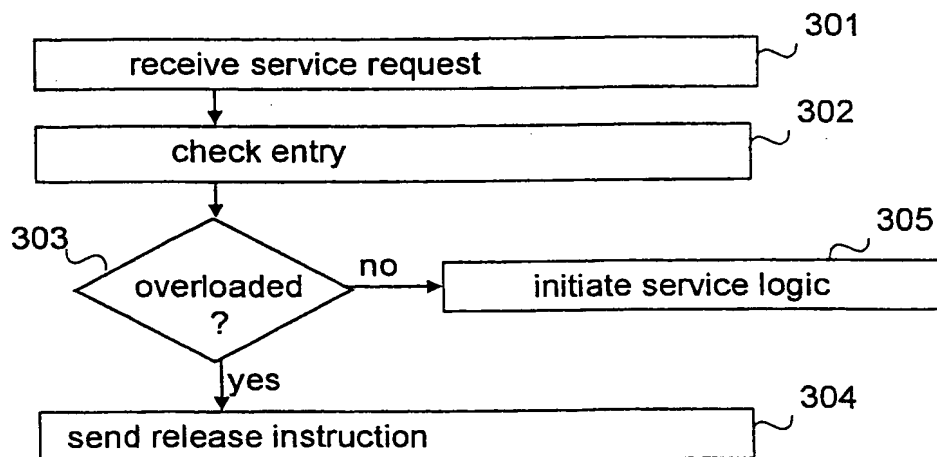 301
receive service request
302
check entry
303
overloaded
?
no
305
initiate service logic
yes
304
send release instruction